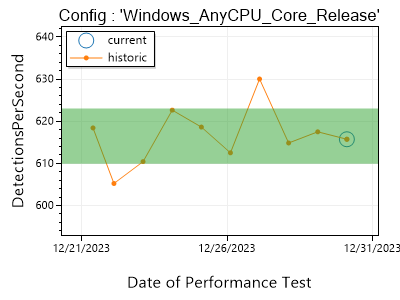 Config : 'Windows_AnyCPU_Core_Release'
current
historic
DetectionsPerSecond
640
630
620
610
600
12/21/2023
12/26/2023
12/31/2023
Date of Performance Test